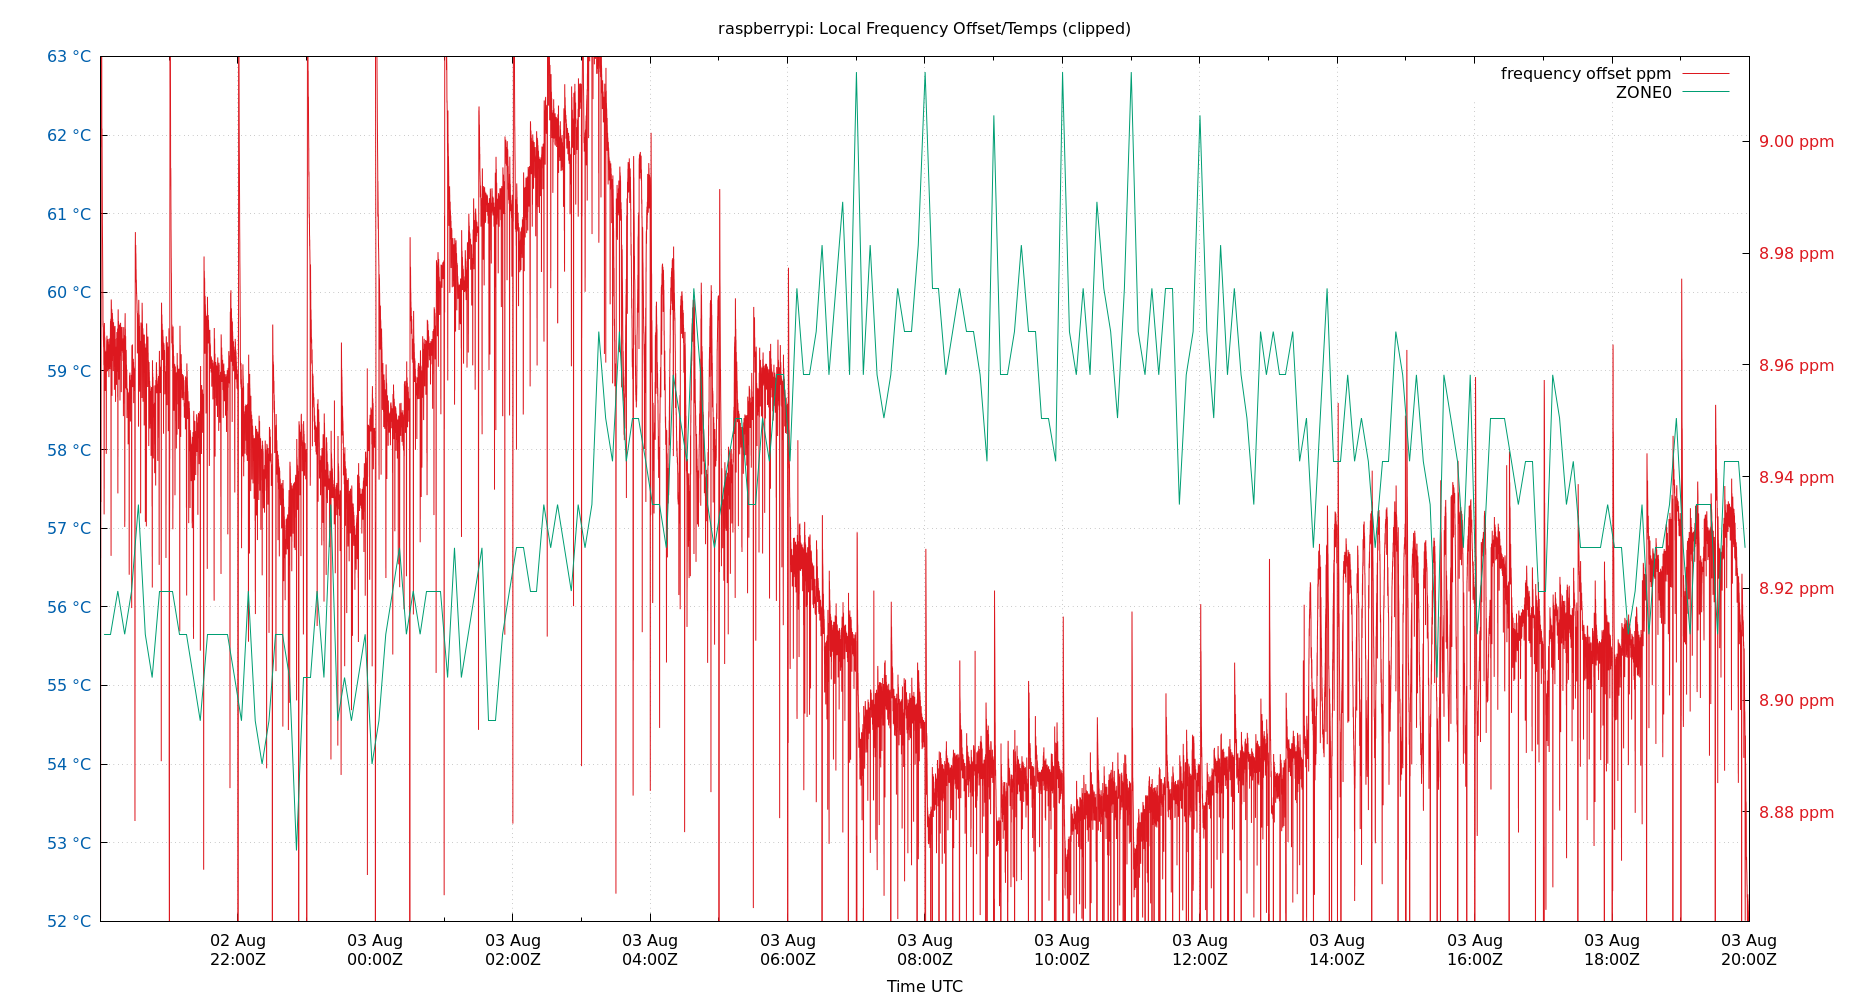 raspberrypi: Local Frequency Offset/Temps (clipped)
63 °C
62 °C
61 °C
60 °C
59 °C
58 °C
57 °C
56 °C
55 °C
54 °C
53 °C
52 °C
frequency offset ppm
ZONE0
9.00 ppm
8.98 ppm
8.96 ppm
8.94 ppm
8.92 ppm
8.90 ppm
8.88 ppm
02 Aug 03 Aug 03 Aug 03 Aug 03 Aug 03 Aug 03 Aug 03 Aug 03 Aug 03 Aug 03 Aug 03 Aug
22:00Z 00:00Z 02:00Z 04:00Z 06:00Z 08:00Z 10:00Z 12:00Z 14:00Z 16:00Z 18:00Z 20:00Z
Time UTC